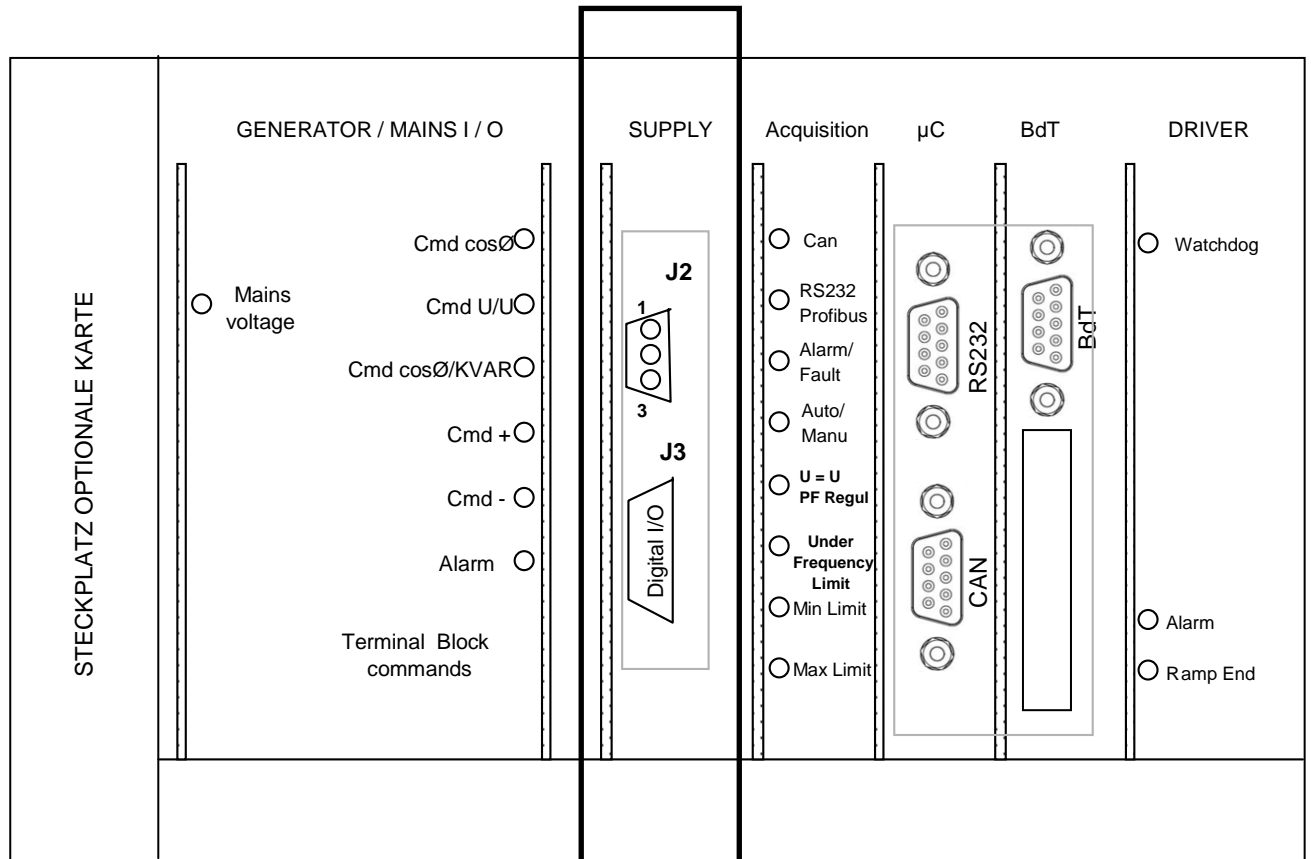 STECKPLATZ OPTIONALE KARTE
GENERATOR / MAINS I / O
Mains
voltage
Cmd cosØ
Cmd U/U
Cmd cosØ/KVAR
Cmd +
Cmd -
Alarm
Terminal Block
commands
SUPPLY
J2
1
3
J3
Digital I/O
Acquisition
Can
RS232
Profibus
Alarm/
Fault
Auto/
Manu
U = U
PF Regul
Under
Frequency
Limit
Min Limit
Max Limit
µC
RS232
CAN
BdT
BdT
DRIVER
Watchdog
Alarm
Ramp End